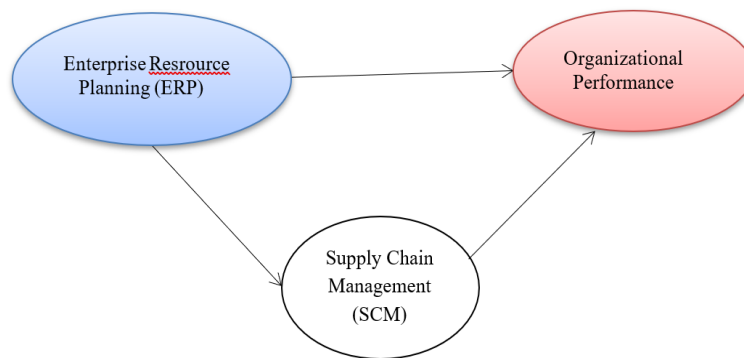 Enterprise Resrource
Planning (ERP)
Organizational
Performance
Supply Chain
Management
(SCM)